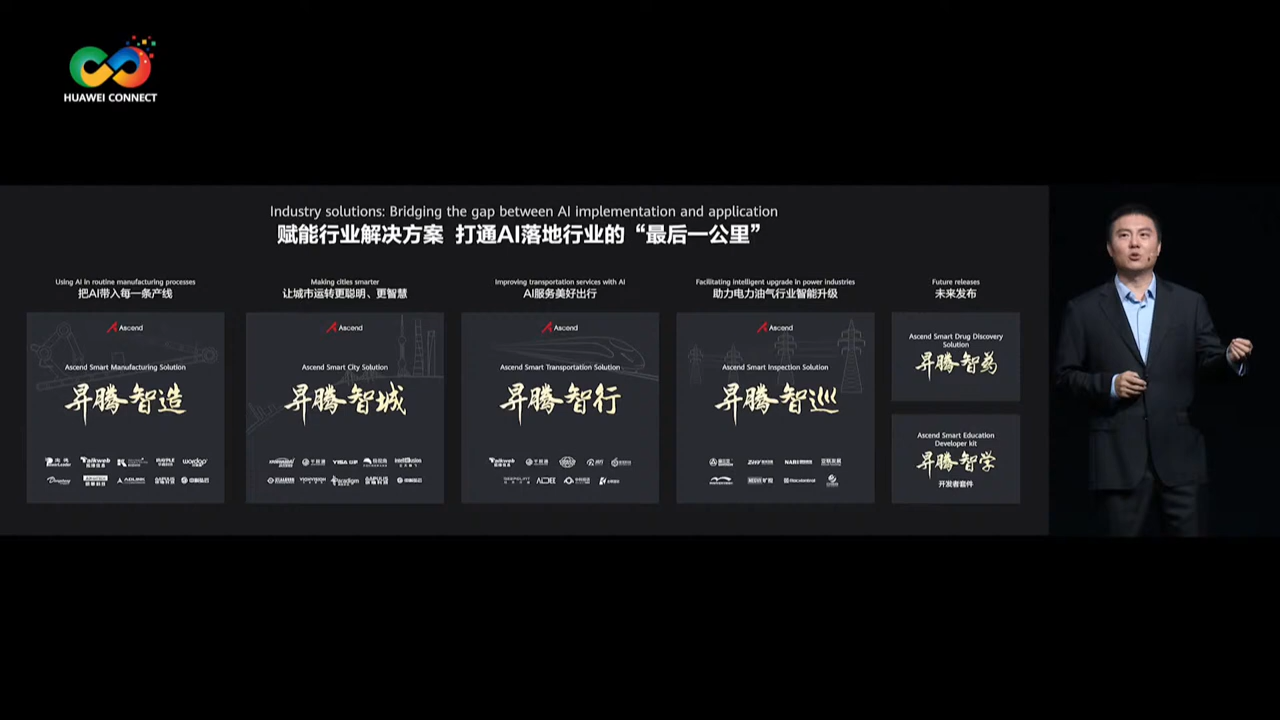 HUAWEI CONNECT
Industry solutions: Bridging the gap between AI implementation and application
赋能行业解决方案 打通AI落地行业的“最后一公里”
Using AI in routine manufacturing processes
把AI带入每一条产线
Ascend
Ascend Smart Manufacturing Solution
昇腾智造
Talkweb
ADLINK
Making cities smarter
让城市运转更聪明、更智慧
Ascend
Ascend Smart City Solution
昇腾智城
YISA
Intellifusion
Paradigm
Improving transportation services with AI
AI服务美好出行
Ascend
Ascend Smart Transportation Solution
昇腾智行
Talkweb
Facilitating intelligent upgrade in power industries
助力电力油气行业智能升级
Ascend
Ascend Smart Inspection Solution
昇腾智巡
Future releases
未来发布
Ascend Smart Drug Discovery
Solution
昇腾智药
Ascend Smart Education
Developer kit
昇腾智学
开发者套件